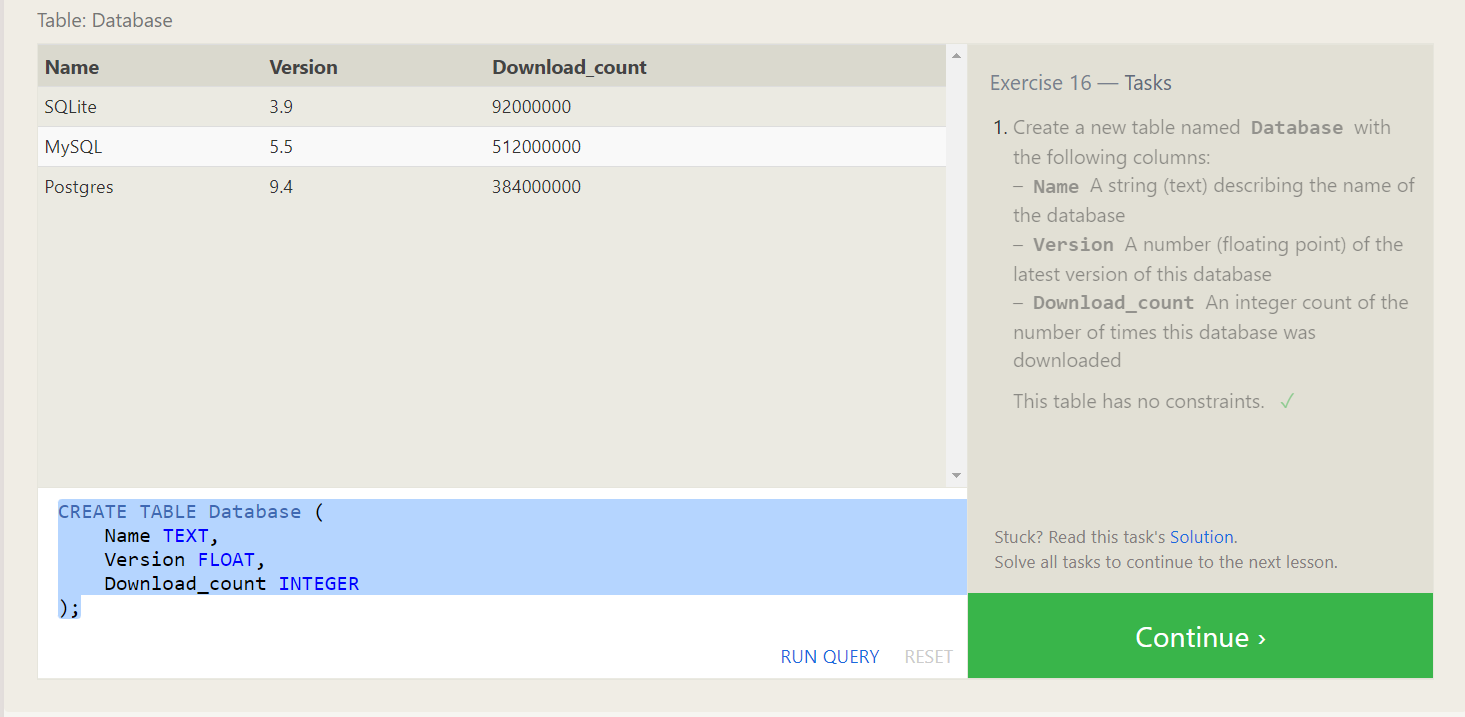 Table: Database
Name Version Download_count
SQLite 3.9 92000000
MySQL 5.5 512000000
Postgres 9.4 384000000
CREATE TABLE Database (
    Name TEXT,
    Version FLOAT,
    Download_count INTEGER
);
RUN QUERY RESET
Exercise 16 — Tasks
1. Create a new table named Database with
the following columns:
– Name A string (text) describing the name of
the database
– Version A number (floating point) of the
latest version of this database
– Download_count An integer count of the
number of times this database was
downloaded
This table has no constraints. ✓
Stuck? Read this task's Solution.
Solve all tasks to continue to the next lesson.
Continue ›